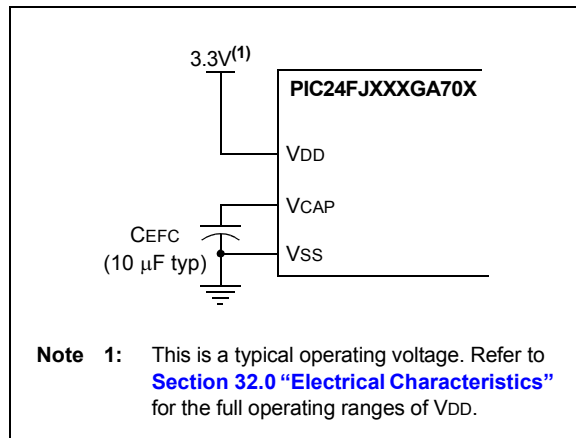 3.3V(1)
PIC24FJXXXGA70X
VDD
VCAP
CEFC
(10 μF typ)
VSS
Note 1: This is a typical operating voltage. Refer to
Section 32.0 “Electrical Characteristics”
for the full operating ranges of VDD.